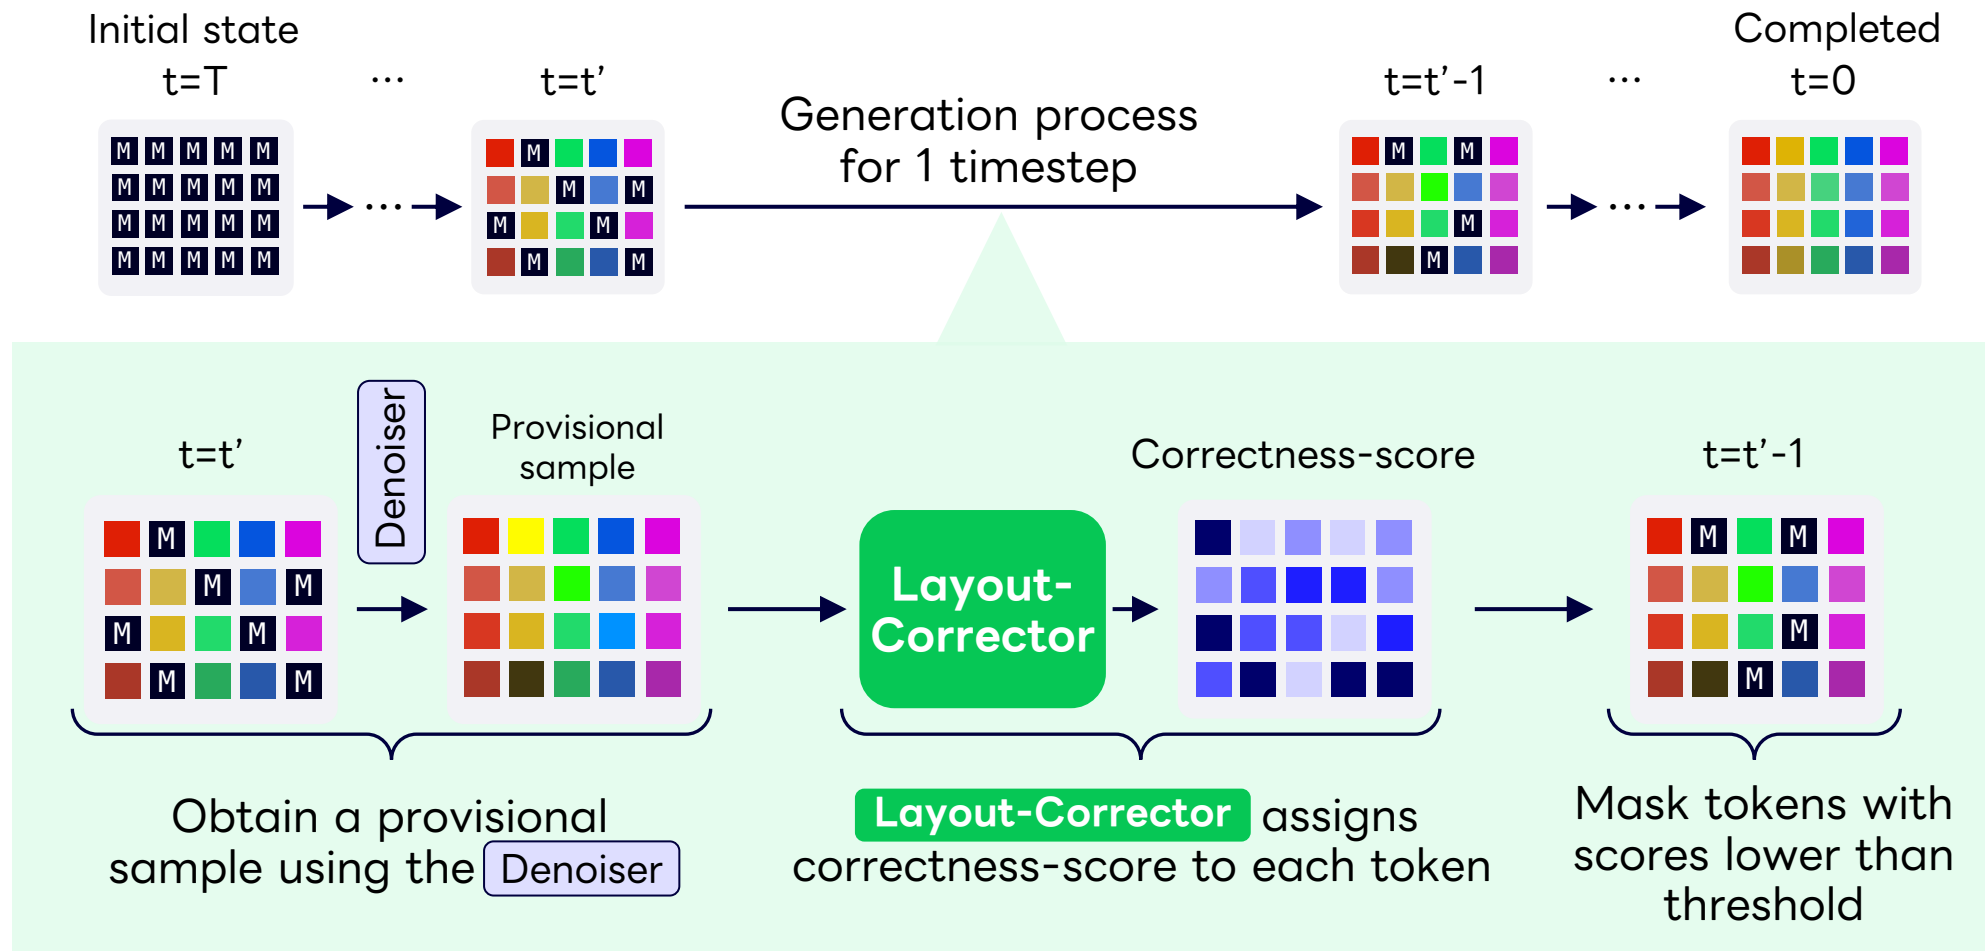 Initial state
t=T
...
t=t’
Generation process
for 1 timestep
t=t’-1
...
Completed
t=0
M M M M M
M M M M M
M M M M M
M M M M M
...
M
M M
M M
M M
M M
M
M
...
t=t’
Denoiser
Provisional
sample
Correctness-score
t=t’-1
M
M M
M M
M M
Layout-
Corrector
M M
M
M
Obtain a provisional
sample using the Denoiser
Layout-Corrector assigns
correctness-score to each token
Mask tokens with
scores lower than
threshold